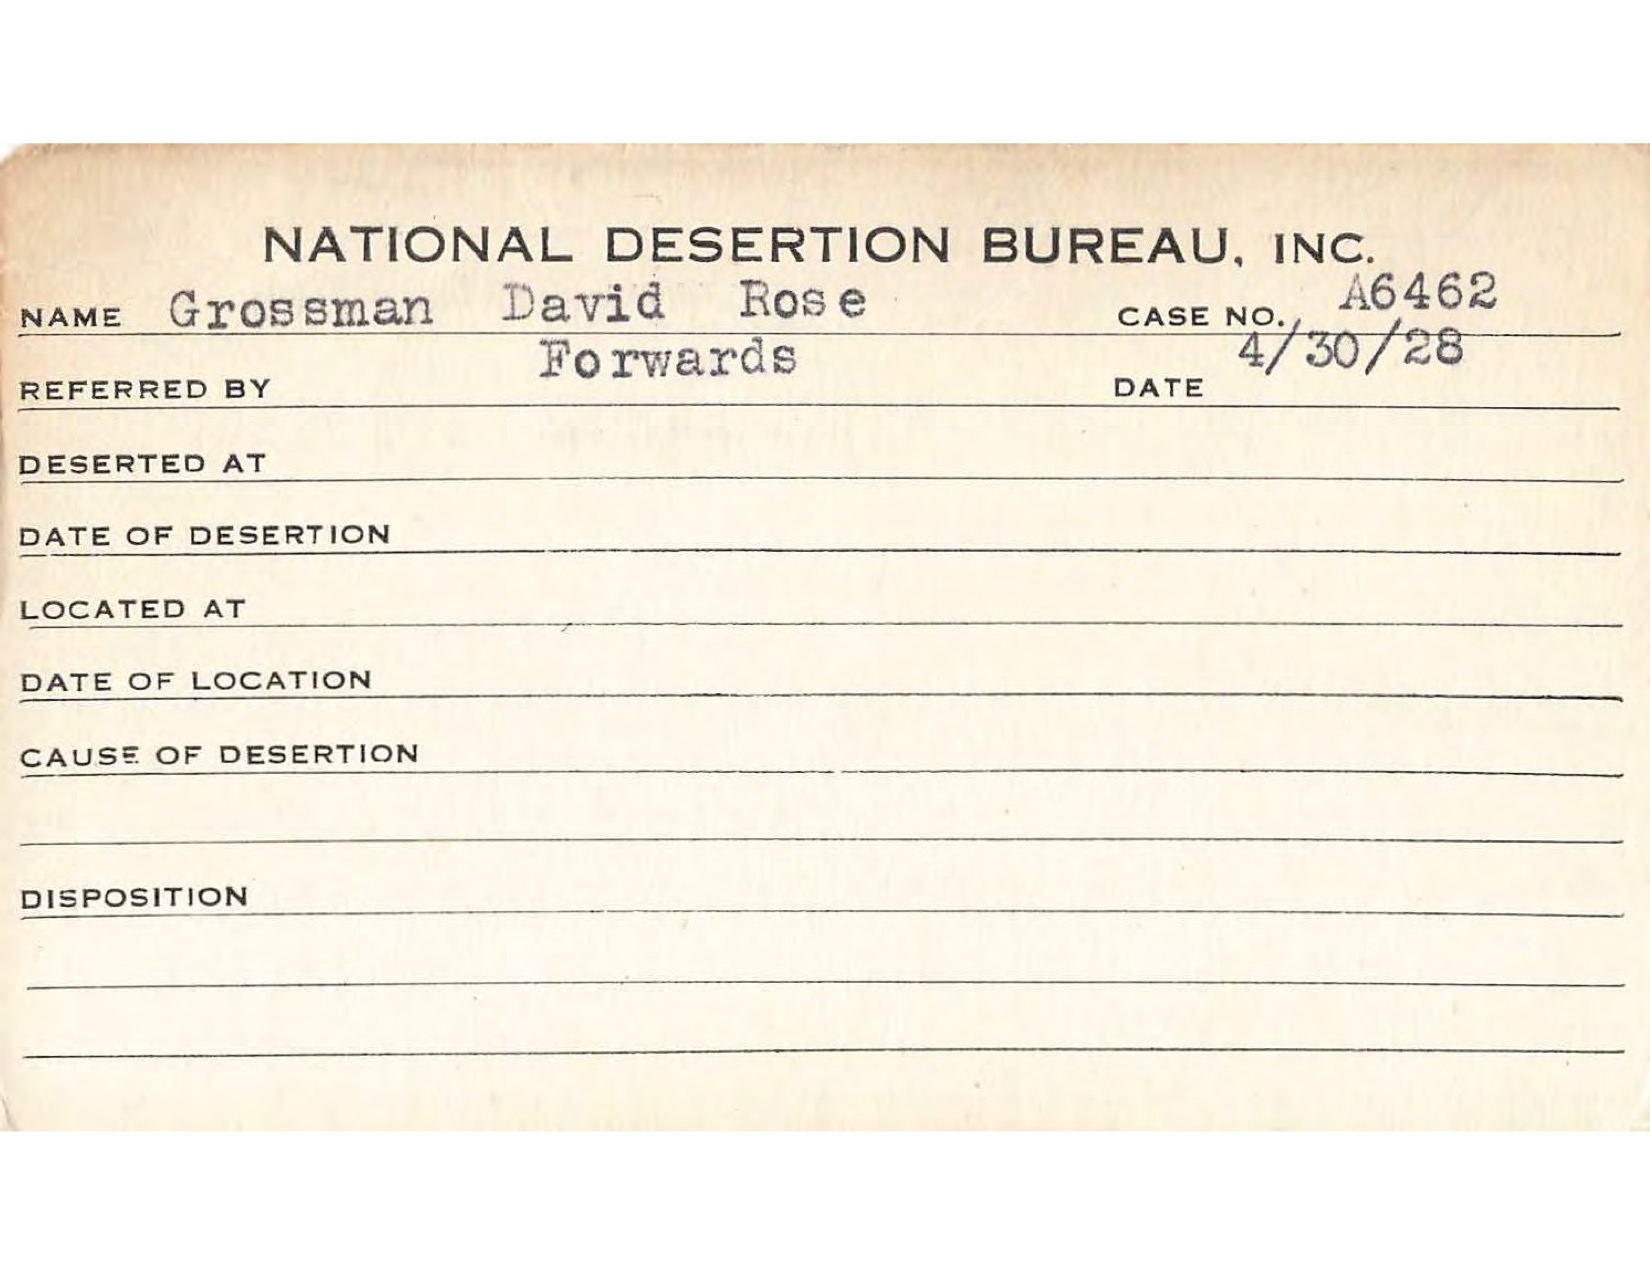 NATIONAL DESERTION BUREAU, INC.
NAME Grossman David Rose CASE NO. A6462
REFERRED BY Forwards DATE 4/30/28
DESERTED AT
DATE OF DESERTION
LOCATED AT
DATE OF LOCATION
CAUSE OF DESERTION
DISPOSITION